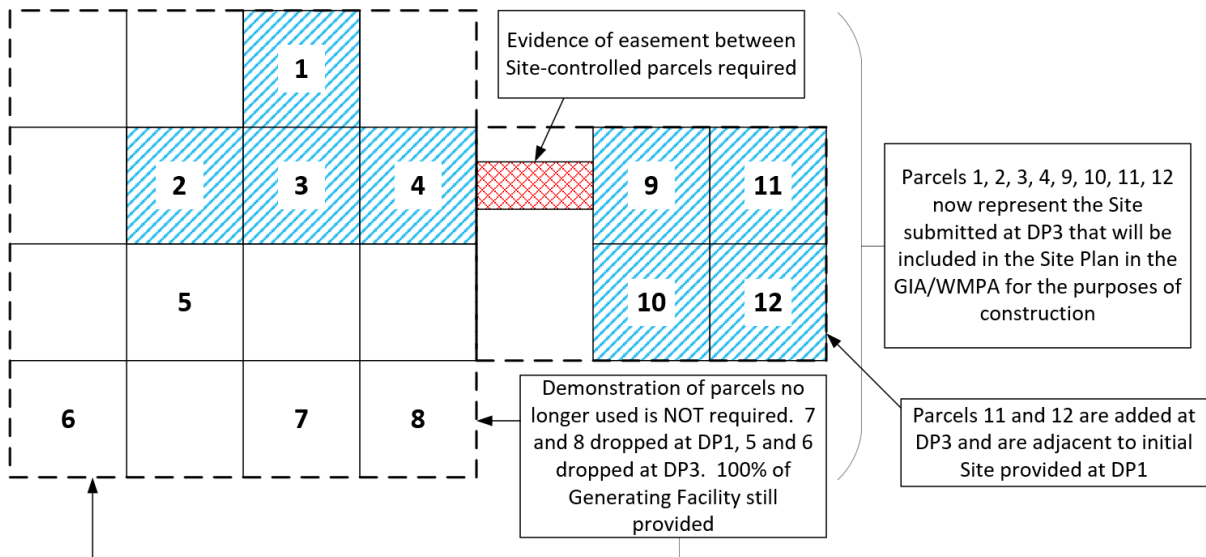 1
Evidence of easement between
Site-controlled parcels required
2
3
4
9
11
Parcels 1, 2, 3, 4, 9, 10, 11, 12
now represent the Site
submitted at DP3 that will be
included in the Site Plan in the
GIA/WMPA for the purposes of
construction
5
10
12
6
7
8
Demonstration of parcels no
longer used is NOT required.  7
and 8 dropped at DP1, 5 and 6
dropped at DP3.  100% of
Generating Facility still
provided
Parcels 11 and 12 are added at
DP3 and are adjacent to initial
Site provided at DP1